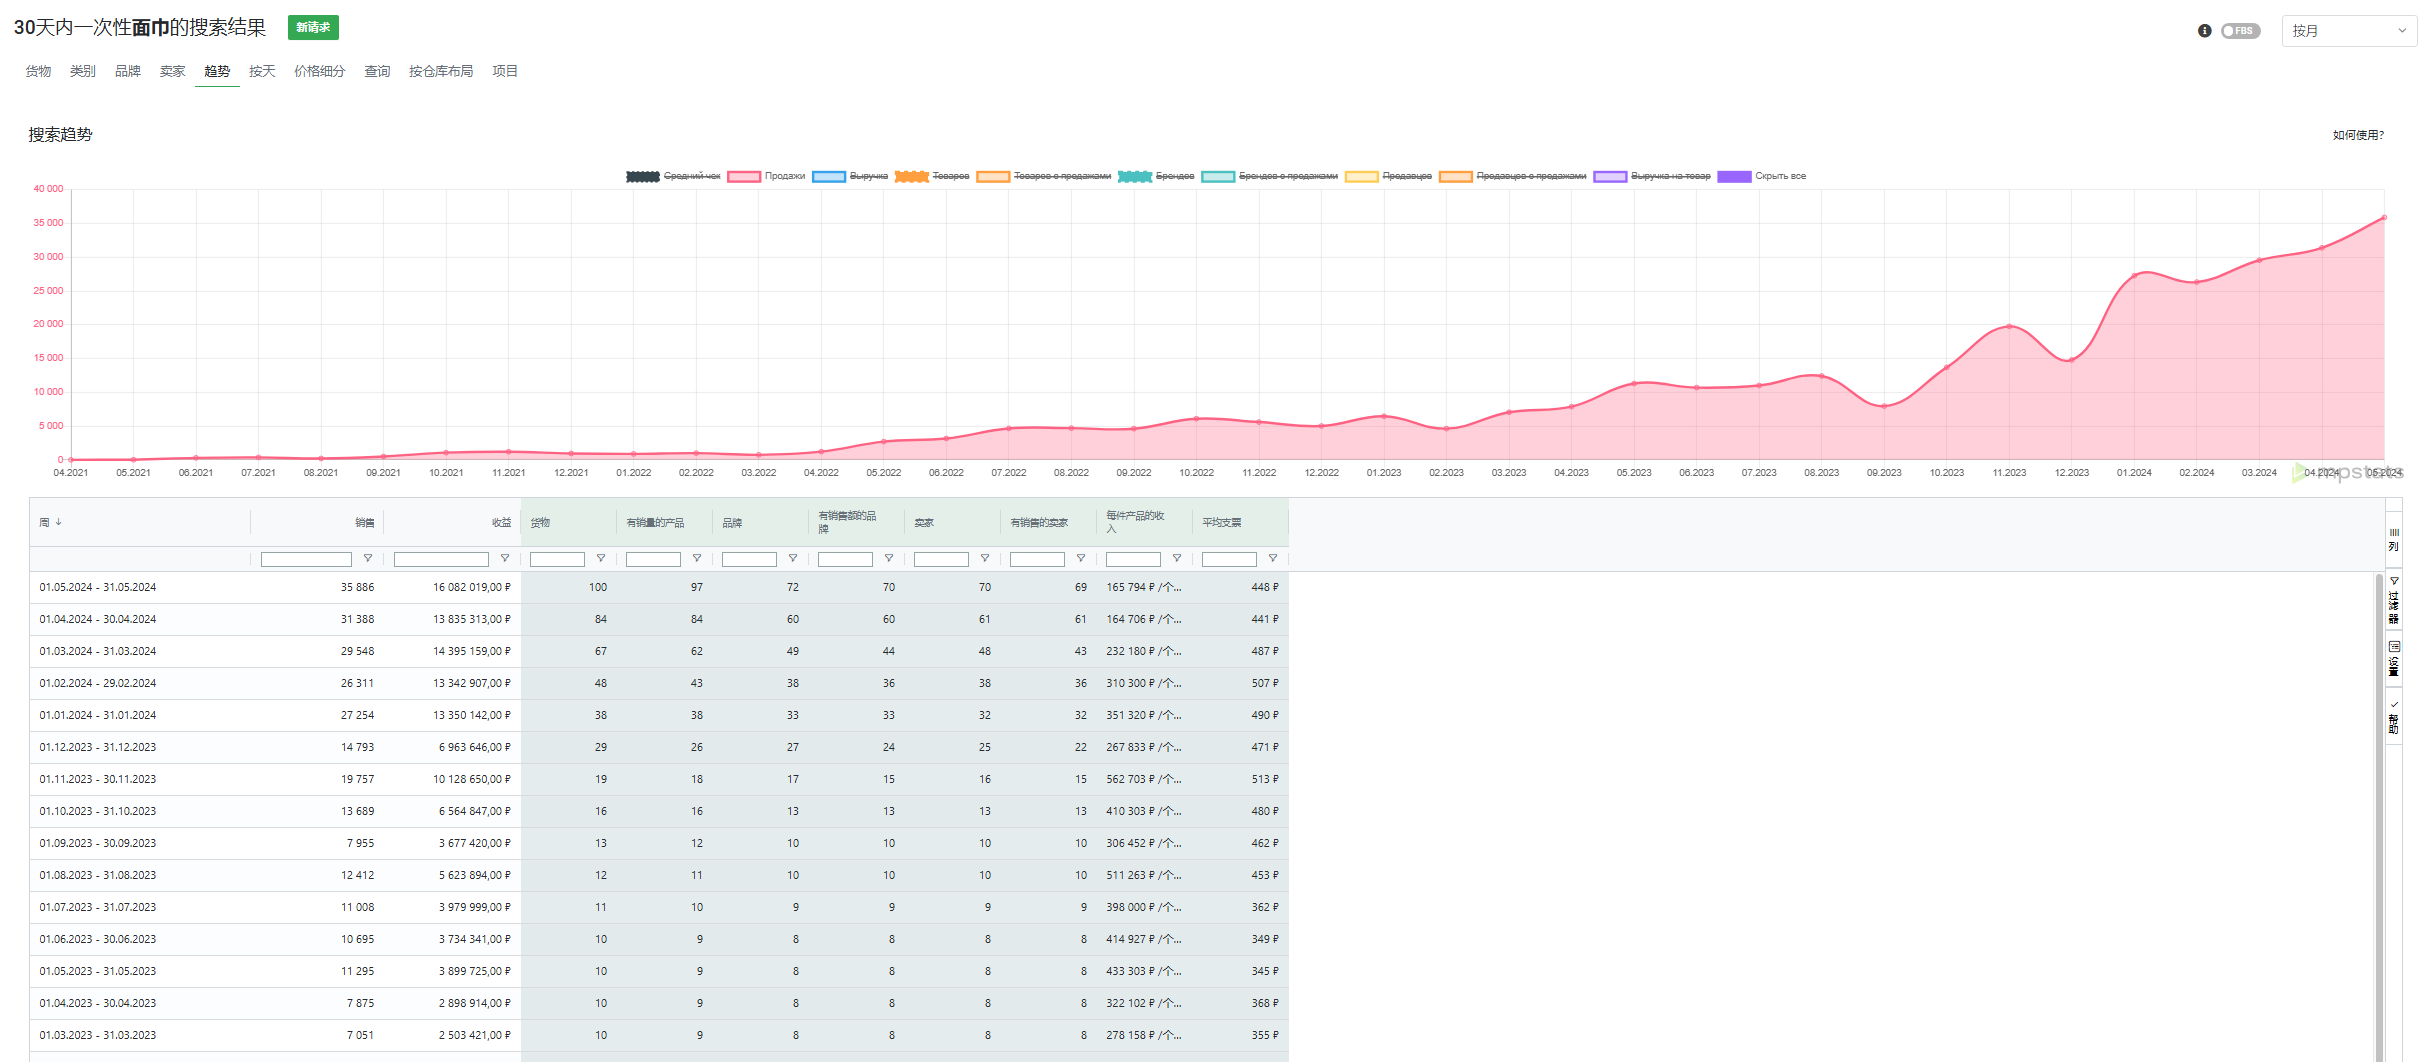 30天内一次性面巾的搜索结果 新请求
FBS 按月
货物 类别 品牌 卖家 趋势 按天 价格细分 查询 按仓库布局 项目
搜索趋势
如何使用?
Средний чек Продажи Выручка Товаров Товаров с продажами Брендов Брендов с продажами Продавцов Продавцов с продажами Выручка на товар Скрыть все
40 000
35 000
30 000
25 000
20 000
15 000
10 000
5 000
0
04.2021 05.2021 06.2021 07.2021 08.2021 09.2021 10.2021 11.2021 12.2021 01.2022 02.2022 03.2022 04.2022 05.2022 06.2022 07.2022 08.2022 09.2022 10.2022 11.2022 12.2022 01.2023 02.2023 03.2023 04.2023 05.2023 06.2023 07.2023 08.2023 09.2023 10.2023 11.2023 12.2023 01.2024 02.2024 03.2024 04.2024 05.2024
mpstats
周 ↓ 销售 收益 货物 有销量的产品 品牌 有销售额的品牌 卖家 有销售的卖家 每件产品的收入 平均支票
01.05.2024 - 31.05.2024 35 886 16 082 019,00 ₽ 100 97 72 70 70 69 165 794 ₽ /个... 448 ₽
01.04.2024 - 30.04.2024 31 388 13 835 313,00 ₽ 84 84 60 60 61 61 164 706 ₽ /个... 441 ₽
01.03.2024 - 31.03.2024 29 548 14 395 159,00 ₽ 67 62 49 44 48 43 232 180 ₽ /个... 487 ₽
01.02.2024 - 29.02.2024 26 311 13 342 907,00 ₽ 48 43 38 36 38 36 310 300 ₽ /个... 507 ₽
01.01.2024 - 31.01.2024 27 254 13 350 142,00 ₽ 38 38 33 33 32 32 351 320 ₽ /个... 490 ₽
01.12.2023 - 31.12.2023 14 793 6 963 646,00 ₽ 29 26 27 24 25 22 267 833 ₽ /个... 471 ₽
01.11.2023 - 30.11.2023 19 757 10 128 650,00 ₽ 19 18 17 15 16 15 562 703 ₽ /个... 513 ₽
01.10.2023 - 31.10.2023 13 689 6 564 847,00 ₽ 16 16 13 13 13 13 410 303 ₽ /个... 480 ₽
01.09.2023 - 30.09.2023 7 955 3 677 420,00 ₽ 13 12 10 10 10 10 306 452 ₽ /个... 462 ₽
01.08.2023 - 31.08.2023 12 412 5 623 894,00 ₽ 12 11 10 10 10 10 511 263 ₽ /个... 453 ₽
01.07.2023 - 31.07.2023 11 008 3 979 999,00 ₽ 11 10 9 9 9 9 398 000 ₽ /个... 362 ₽
01.06.2023 - 30.06.2023 10 695 3 734 341,00 ₽ 10 9 8 8 8 8 414 927 ₽ /个... 349 ₽
01.05.2023 - 31.05.2023 11 295 3 899 725,00 ₽ 10 9 8 8 8 8 433 303 ₽ /个... 345 ₽
01.04.2023 - 30.04.2023 7 875 2 898 914,00 ₽ 10 9 8 8 8 8 322 102 ₽ /个... 368 ₽
01.03.2023 - 31.03.2023 7 051 2 503 421,00 ₽ 10 9 8 8 8 8 278 158 ₽ /个... 355 ₽
列
过滤器
设置
帮助